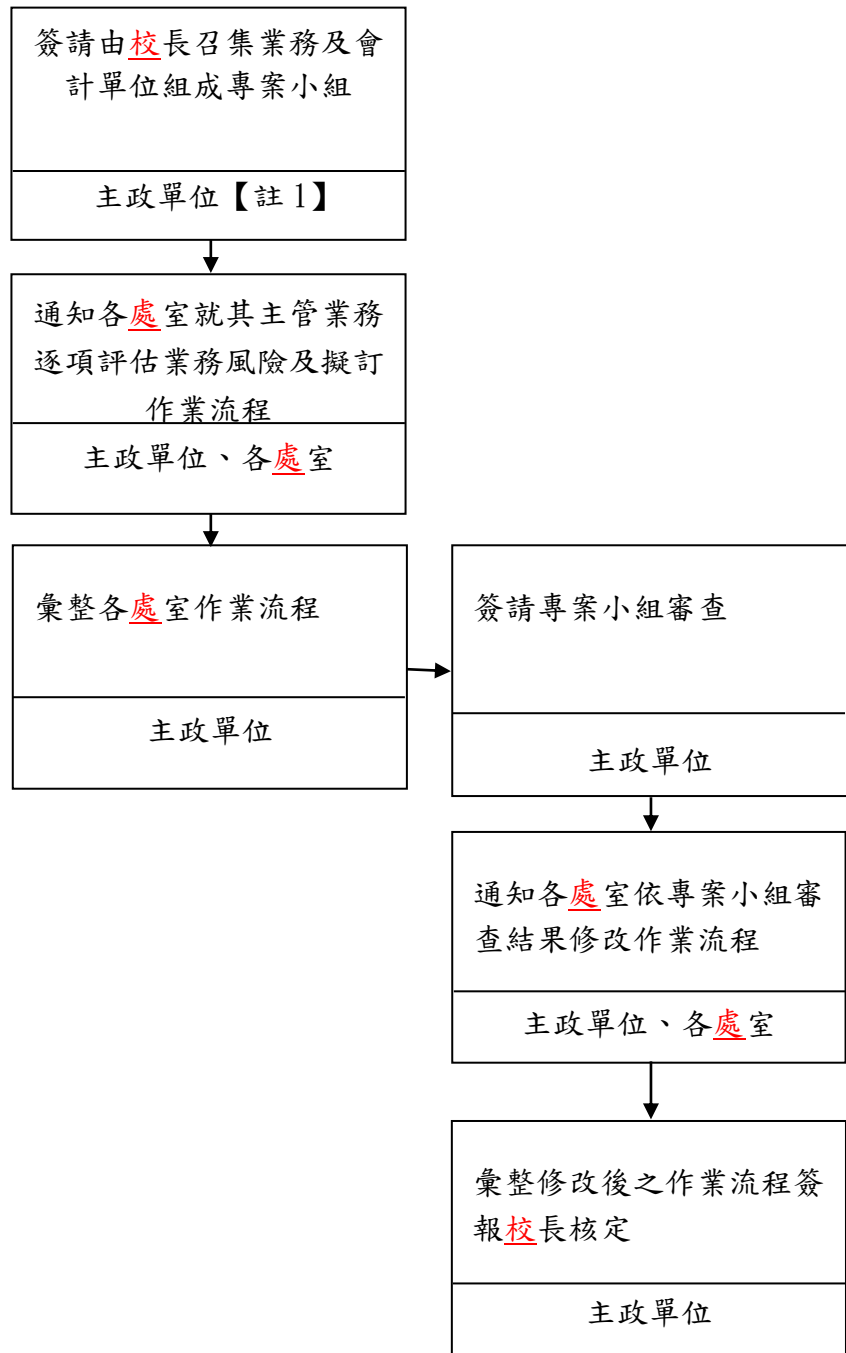 簽請由校長召集業務及會
計單位組成專案小組
主政單位【註1】
通知各處室就其主管業務
逐項評估業務風險及擬訂
作業流程
主政單位、各處室
彙整各處室作業流程
主政單位
簽請專案小組審查
主政單位
通知各處室依專案小組審
查結果修改作業流程
主政單位、各處室
彙整修改後之作業流程簽
報校長核定
主政單位